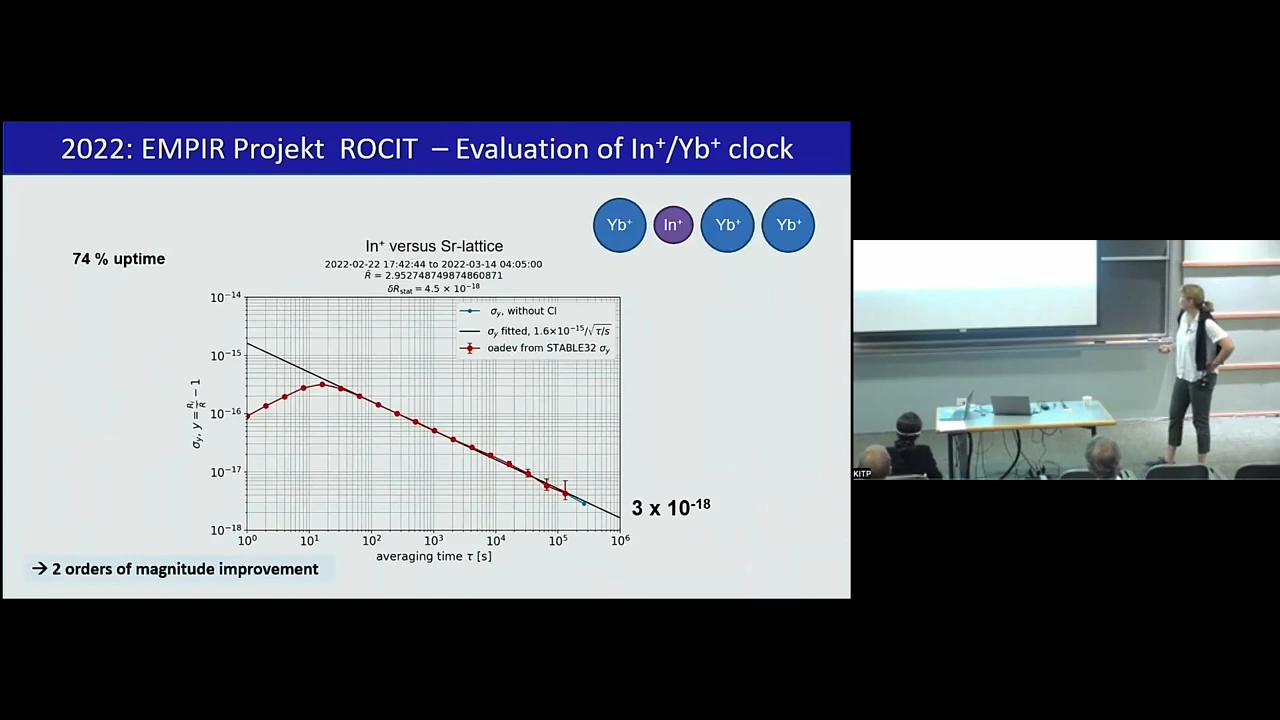 2022: EMPIR Projekt ROCIT – Evaluation of In⁺/Yb⁺ clock
Yb⁺ In⁺ Yb⁺ Yb⁺
74 % uptime
In⁺ versus Sr-lattice
2022-02-22 17:42:44 to 2022-03-14 04:05:00
R̄ = 2.952748749874860871
δR_stat = 4.5 × 10⁻¹⁸
σ_y, without CI
σ_y fitted, 1.6×10⁻¹⁵/√τ/s
oadev from STABLE32 σ_y
10⁻¹⁴
10⁻¹⁵
10⁻¹⁶
10⁻¹⁷
10⁻¹⁸
σ_y, y = R_i/R̄ − 1
10⁰ 10¹ 10² 10³ 10⁴ 10⁵ 10⁶
averaging time τ [s]
3 x 10⁻¹⁸
→ 2 orders of magnitude improvement
KITP